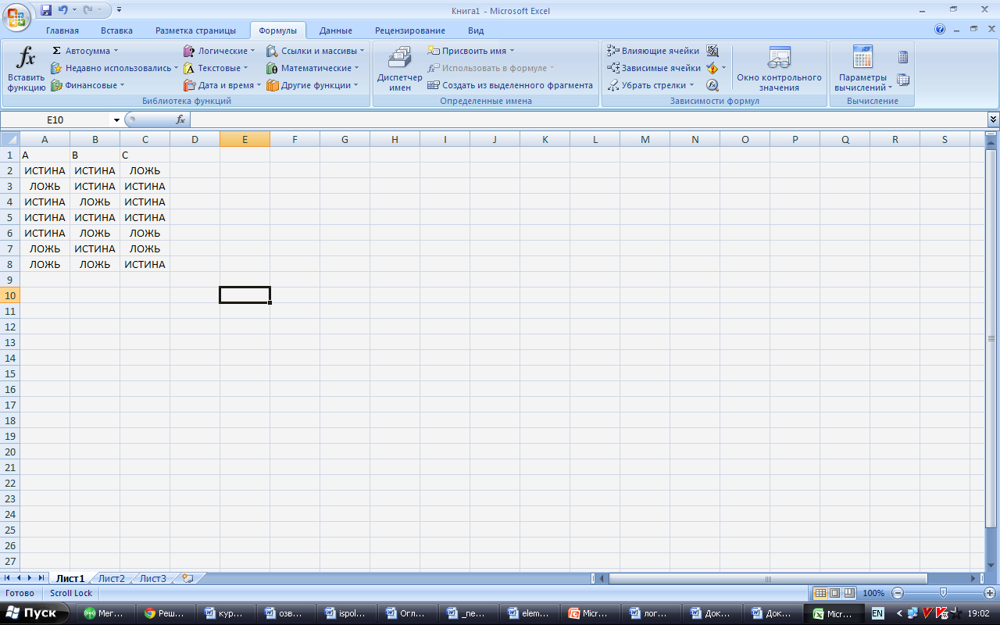 Книга1 - Microsoft Excel
Главная Вставка Разметка страницы Формулы Данные Рецензирование Вид
fx Вставить функцию
Σ Автосумма
Недавно использовались
Финансовые
Логические
Текстовые
Дата и время
Ссылки и массивы
Математические
Другие функции
Библиотека функций
Диспетчер имен
Присвоить имя
Использовать в формуле
Создать из выделенного фрагмента
Определенные имена
Влияющие ячейки
Зависимые ячейки
Убрать стрелки
Зависимости формул
Окно контрольного значения
Параметры вычислений
Вычисление
E10 fx
A B C D E F G H I J K L M N O P Q R S
1 A B C
2 ИСТИНА ИСТИНА ЛОЖЬ
3 ЛОЖЬ ИСТИНА ИСТИНА
4 ИСТИНА ЛОЖЬ ИСТИНА
5 ИСТИНА ИСТИНА ИСТИНА
6 ИСТИНА ЛОЖЬ ЛОЖЬ
7 ЛОЖЬ ИСТИНА ЛОЖЬ
8 ЛОЖЬ ЛОЖЬ ИСТИНА
9
10
11
12
13
14
15
16
17
18
19
20
21
22
23
24
25
26
27
Лист1 Лист2 Лист3
Готово Scroll Lock 100%
Пуск Мег... Реш... кур... озв... ispol... Огл... _пе... elem... Micr... лог... Док... Док... Micr... EN 19:02